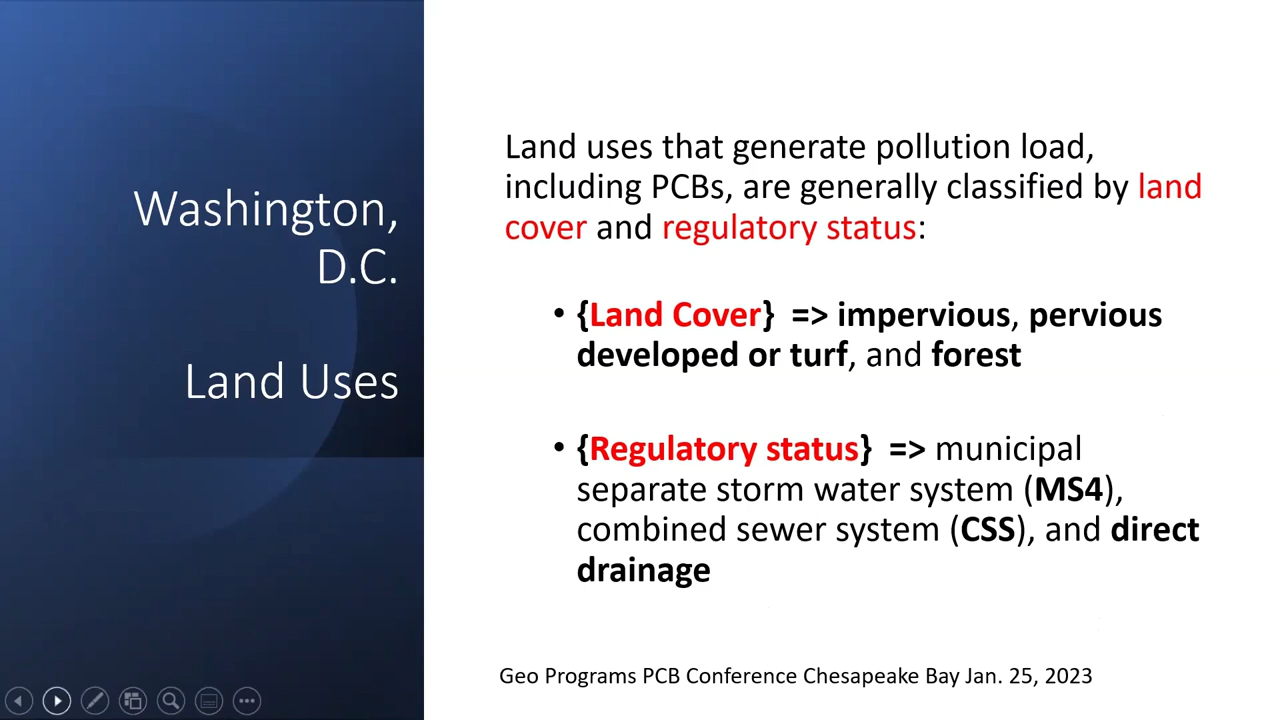 Washington,
D.C.
Land Uses
Land uses that generate pollution load,
including PCBs, are generally classified by land
cover and regulatory status:
• {Land Cover} => impervious, pervious
developed or turf, and forest
• {Regulatory status} => municipal
separate storm water system (MS4),
combined sewer system (CSS), and direct
drainage
Geo Programs PCB Conference Chesapeake Bay Jan. 25, 2023